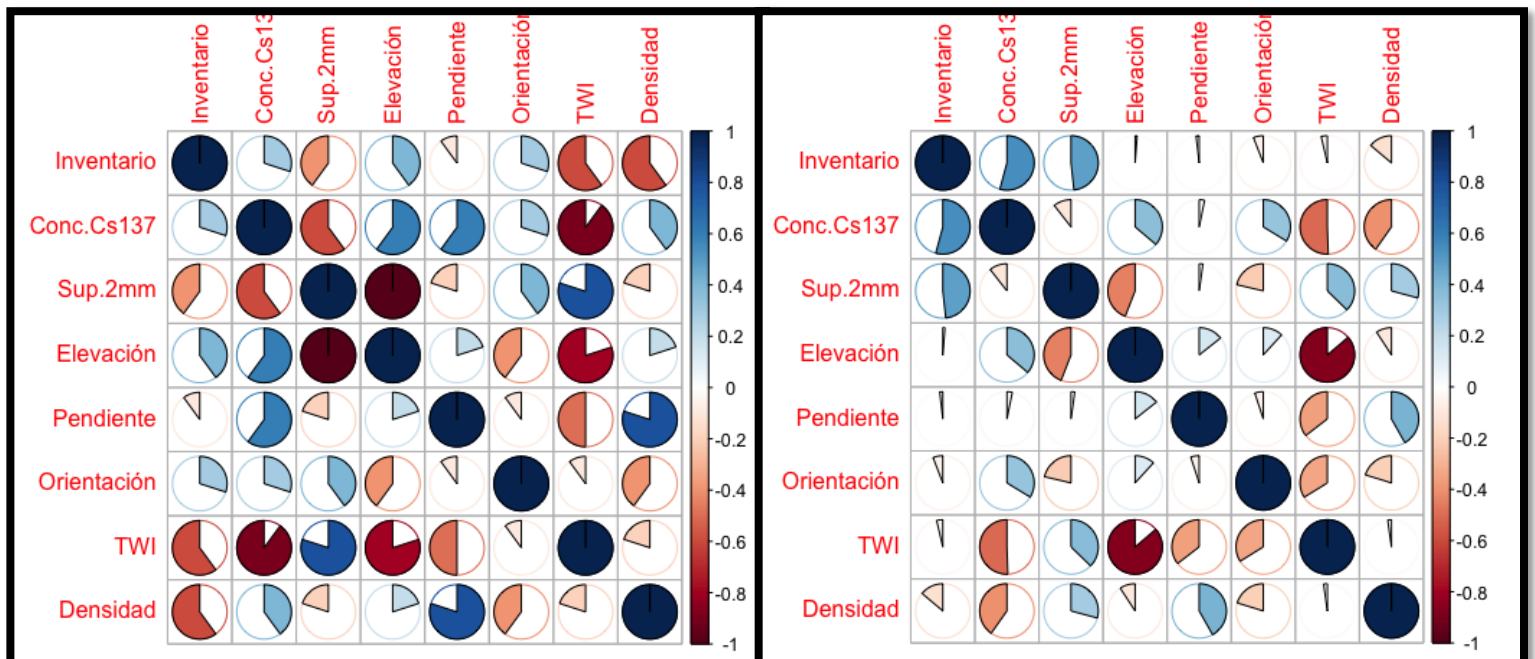 Inventario
Conc.Cs13
Sup.2mm
Elevación
Pendiente
Orientación
TWI
Densidad
Inventario
Conc.Cs137
Sup.2mm
Elevación
Pendiente
Orientación
TWI
Densidad
1
0.8
0.6
0.4
0.2
0
-0.2
-0.4
-0.6
-0.8
-1
Inventario
Conc.Cs13
Sup.2mm
Elevación
Pendiente
Orientación
TWI
Densidad
Inventario
Conc.Cs137
Sup.2mm
Elevación
Pendiente
Orientación
TWI
Densidad
1
0.8
0.6
0.4
0.2
0
-0.2
-0.4
-0.6
-0.8
-1